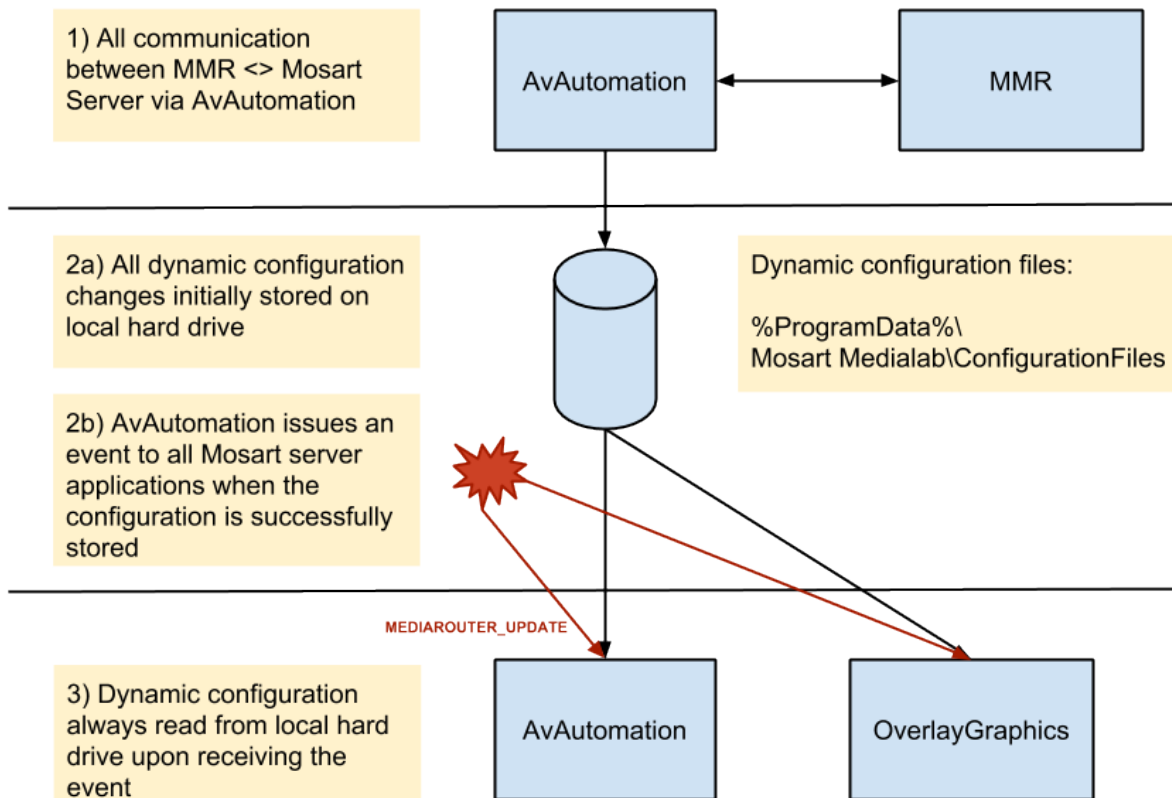 1) All communication
between MMR <> Mosart
Server via AvAutomation
AvAutomation
MMR
2a) All dynamic configuration
changes initially stored on
local hard drive
Dynamic configuration files:
%ProgramData%\
Mosart Medialab\ConfigurationFiles
2b) AvAutomation issues an
event to all Mosart server
applications when the
configuration is successfully
stored
MEDIAROUTER_UPDATE
3) Dynamic configuration
always read from local hard
drive upon receiving the
event
AvAutomation
OverlayGraphics